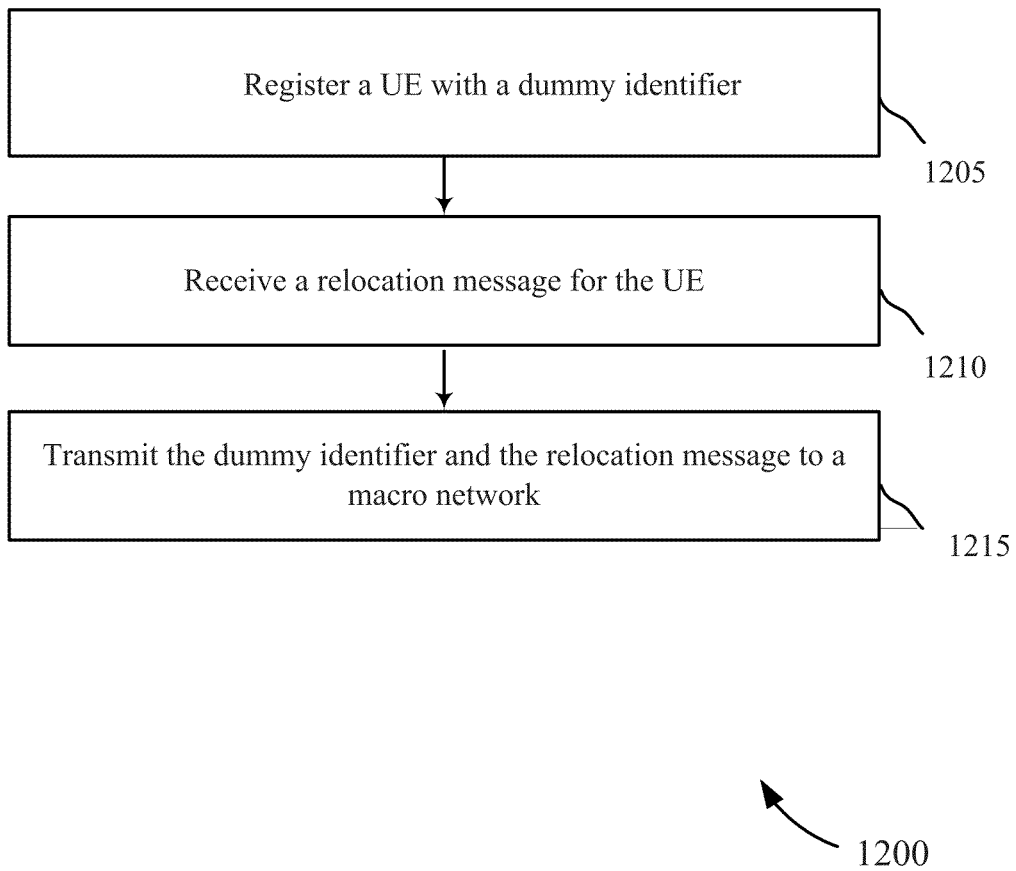 Register a UE with a dummy identifier
1205
Receive a relocation message for the UE
1210
Transmit the dummy identifier and the relocation message to a
macro network
1215
1200